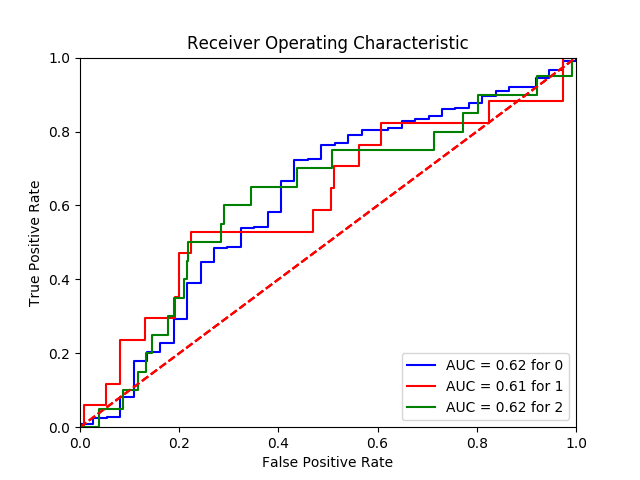 Receiver Operating Characteristic
True Positive Rate
1.0
0.8
0.6
0.4
0.2
0.0
AUC = 0.62 for 0
AUC = 0.61 for 1
AUC = 0.62 for 2
0.0 0.2 0.4 0.6 0.8 1.0
False Positive Rate